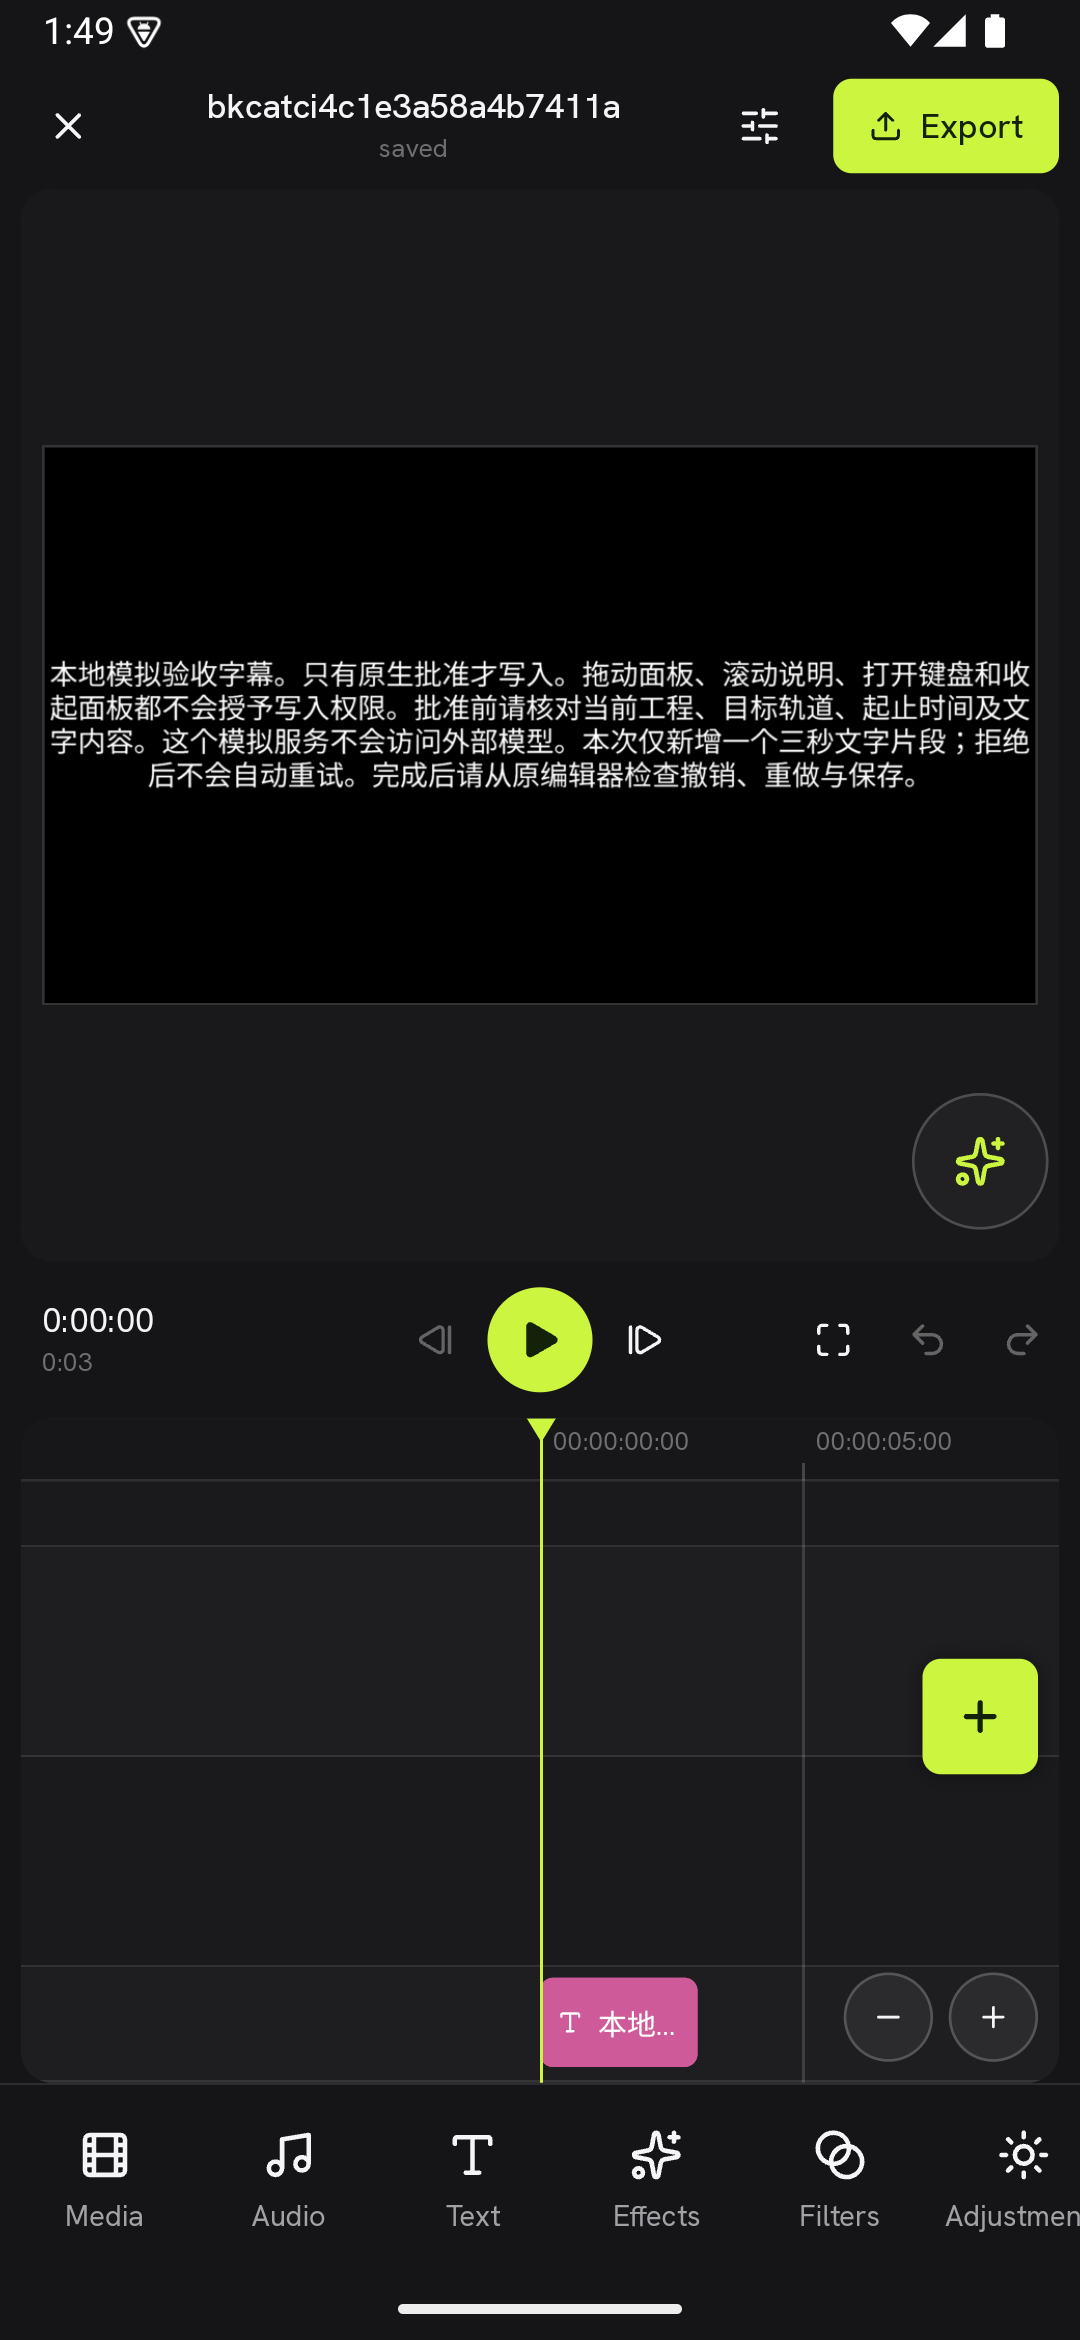 1:49
bkcatci4c1e3a58a4b7411a
saved
Export
本地模拟验收字幕。只有原生批准才写入。拖动面板、滚动说明、打开键盘和收
起面板都不会授予写入权限。批准前请核对当前工程、目标轨道、起止时间及文
字内容。这个模拟服务不会访问外部模型。本次仅新增一个三秒文字片段；拒绝
后不会自动重试。完成后请从原编辑器检查撤销、重做与保存。
0:00:00
0:03
00:00:00:00
00:00:05:00
本地...
Media
Audio
Text
Effects
Filters
Adjustmen